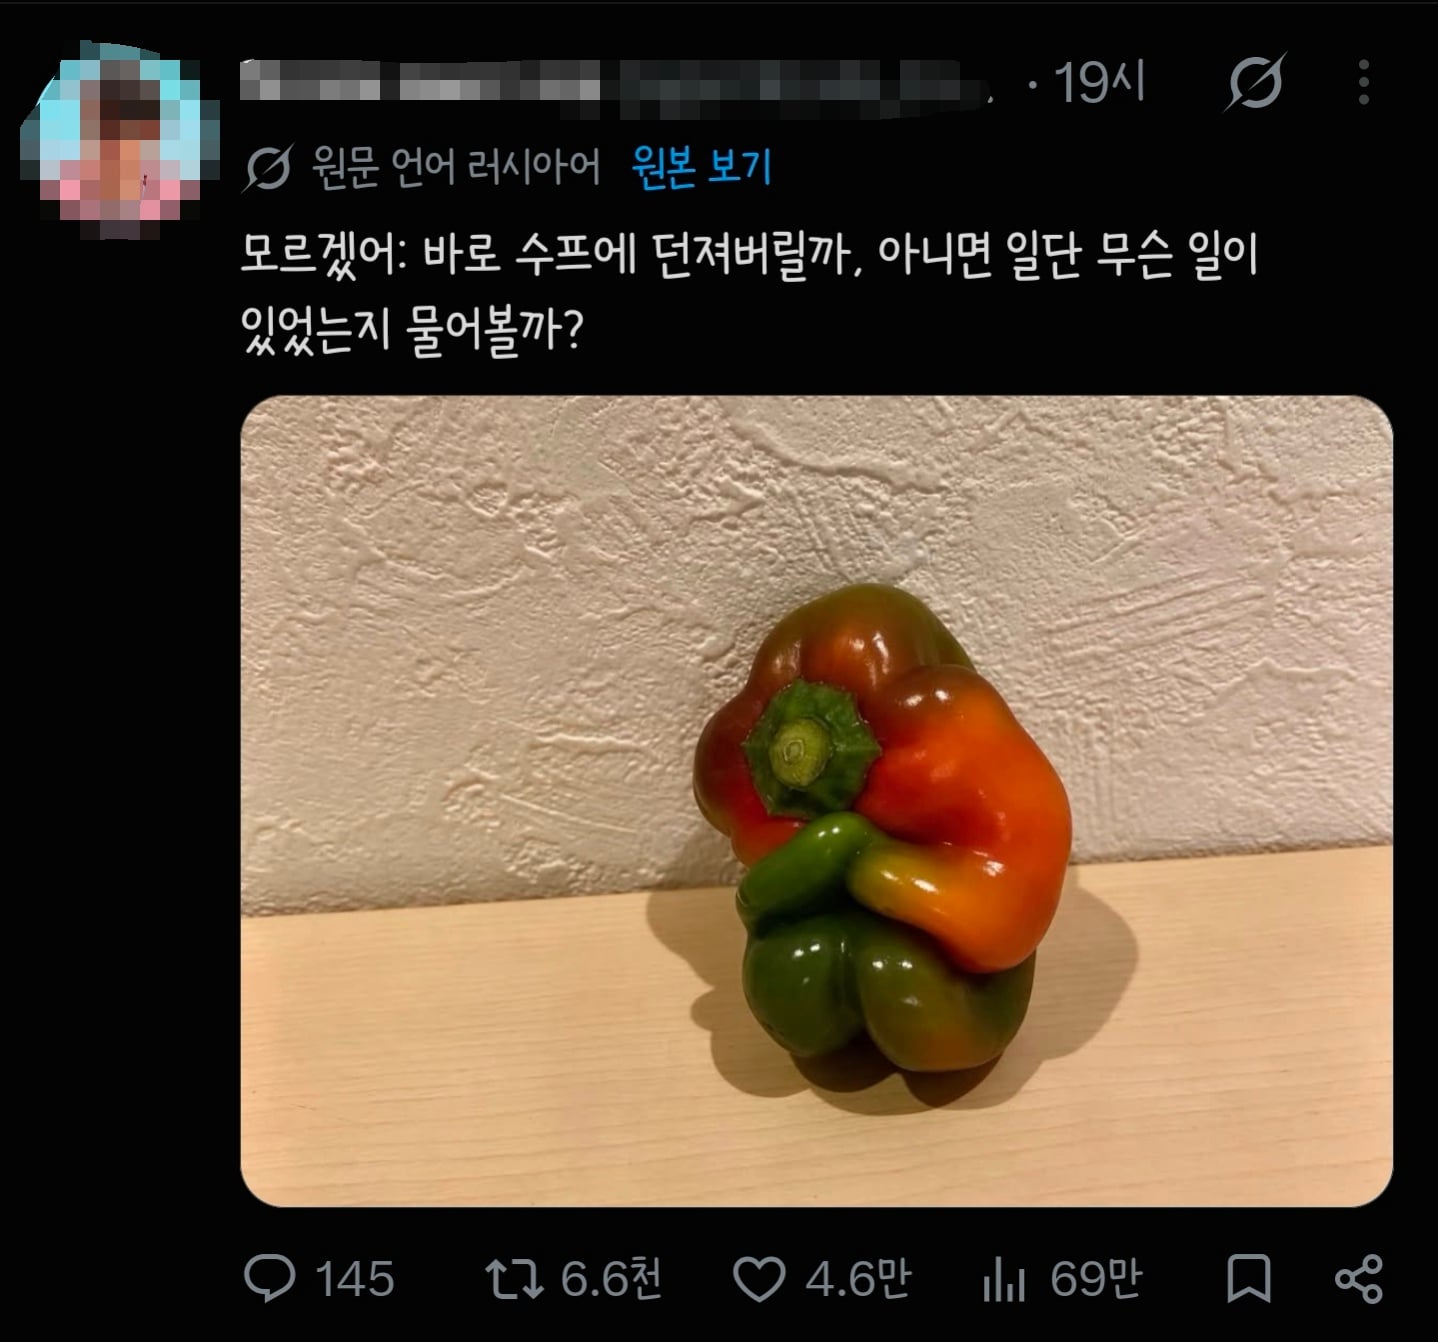 · 19시
원문 언어 러시아어 원본 보기
모르겠어: 바로 수프에 던져버릴까, 아니면 일단 무슨 일이
있었는지 물어볼까?
145 6.6천 4.6만 69만